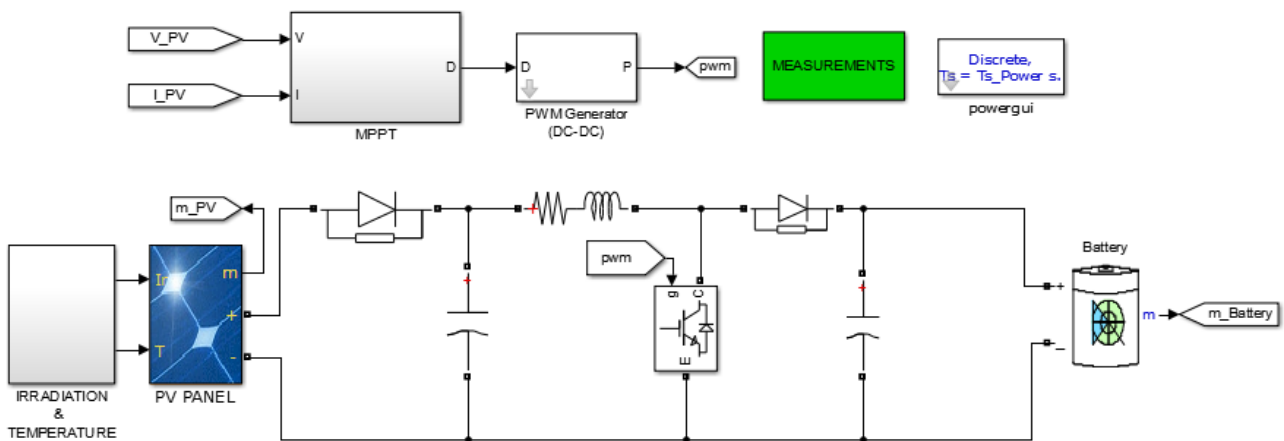 V_PV
I_PV
V
I
D
MPPT
D
P
PWM Generator
(DC-DC)
pwm
MEASUREMENTS
Discrete,
Ts = Ts_Power s.
powergui
m_PV
In
T
m
+
-
PV PANEL
IRRADIATION
&
TEMPERATURE
pwm
g
C
E
Battery
+
_
m
m_Battery